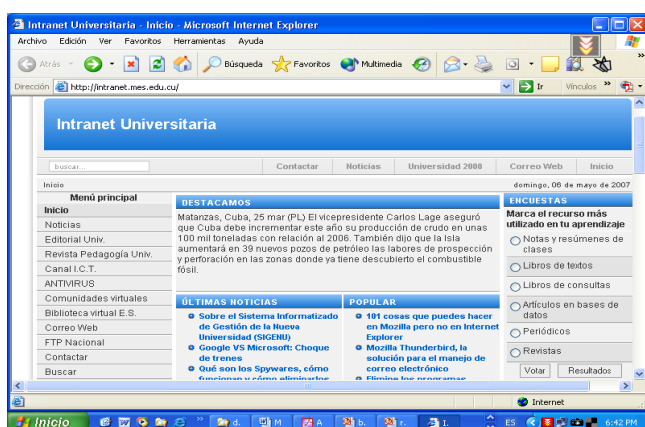 Intranet Universitaria - Inicio - Microsoft Internet Explorer
Archivo Edición Ver Favoritos Herramientas Ayuda
Atrás Búsqueda Favoritos Multimedia
Dirección http://intranet.mes.edu.cu/ Ir Vínculos
Intranet Universitaria
buscar... Contactar Noticias Universidad 2008 Correo Web Inicio
Inicio domingo, 06 de mayo de 2007
Menú principal
Inicio
Noticias
Editorial Univ.
Revista Pedagogía Univ.
Canal I.C.T.
ANTIVIRUS
Comunidades virtuales
Biblioteca virtual E.S.
Correo Web
FTP Nacional
Contactar
Buscar
DESTACAMOS
Matanzas, Cuba, 25 mar (PL) El vicepresidente Carlos Lage aseguró
que Cuba debe incrementar este año su producción de crudo en unas
100 mil toneladas con relación al 2006. También dijo que la Isla
aumentará en 39 nuevos pozos de petróleo las labores de prospección
y perforación en las zonas donde ya tiene descubierto el combustible
fósil.
ÚLTIMAS NOTICIAS
Sobre el Sistema Informatizado
de Gestión de la Nueva
Universidad (SIGENU)
Google VS Microsoft: Choque
de trenes
Qué son los Spywares, cómo
funcionan y cómo eliminarlos
POPULAR
101 cosas que puedes hacer
en Mozilla pero no en Internet
Explorer
Mozilla Thunderbird, la
solución para el manejo de
correo electrónico
Elimine los programas
ENCUESTAS
Marca el recurso más
utilizado en tu aprendizaje
Notas y resúmenes de
clases
Libros de textos
Libros de consultas
Artículos en bases de
datos
Periódicos
Revistas
Votar Resultados
Internet
Inicio d. M A b. r. I. ES 6:42 PM